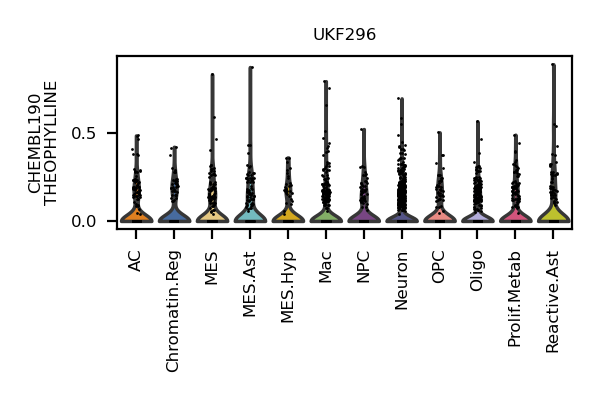 UKF296
CHEMBL190
THEOPHYLLINE
0.5
0.0
AC
Chromatin.Reg
MES
MES.Ast
MES.Hyp
Mac
NPC
Neuron
OPC
Oligo
Prolif.Metab
Reactive.Ast